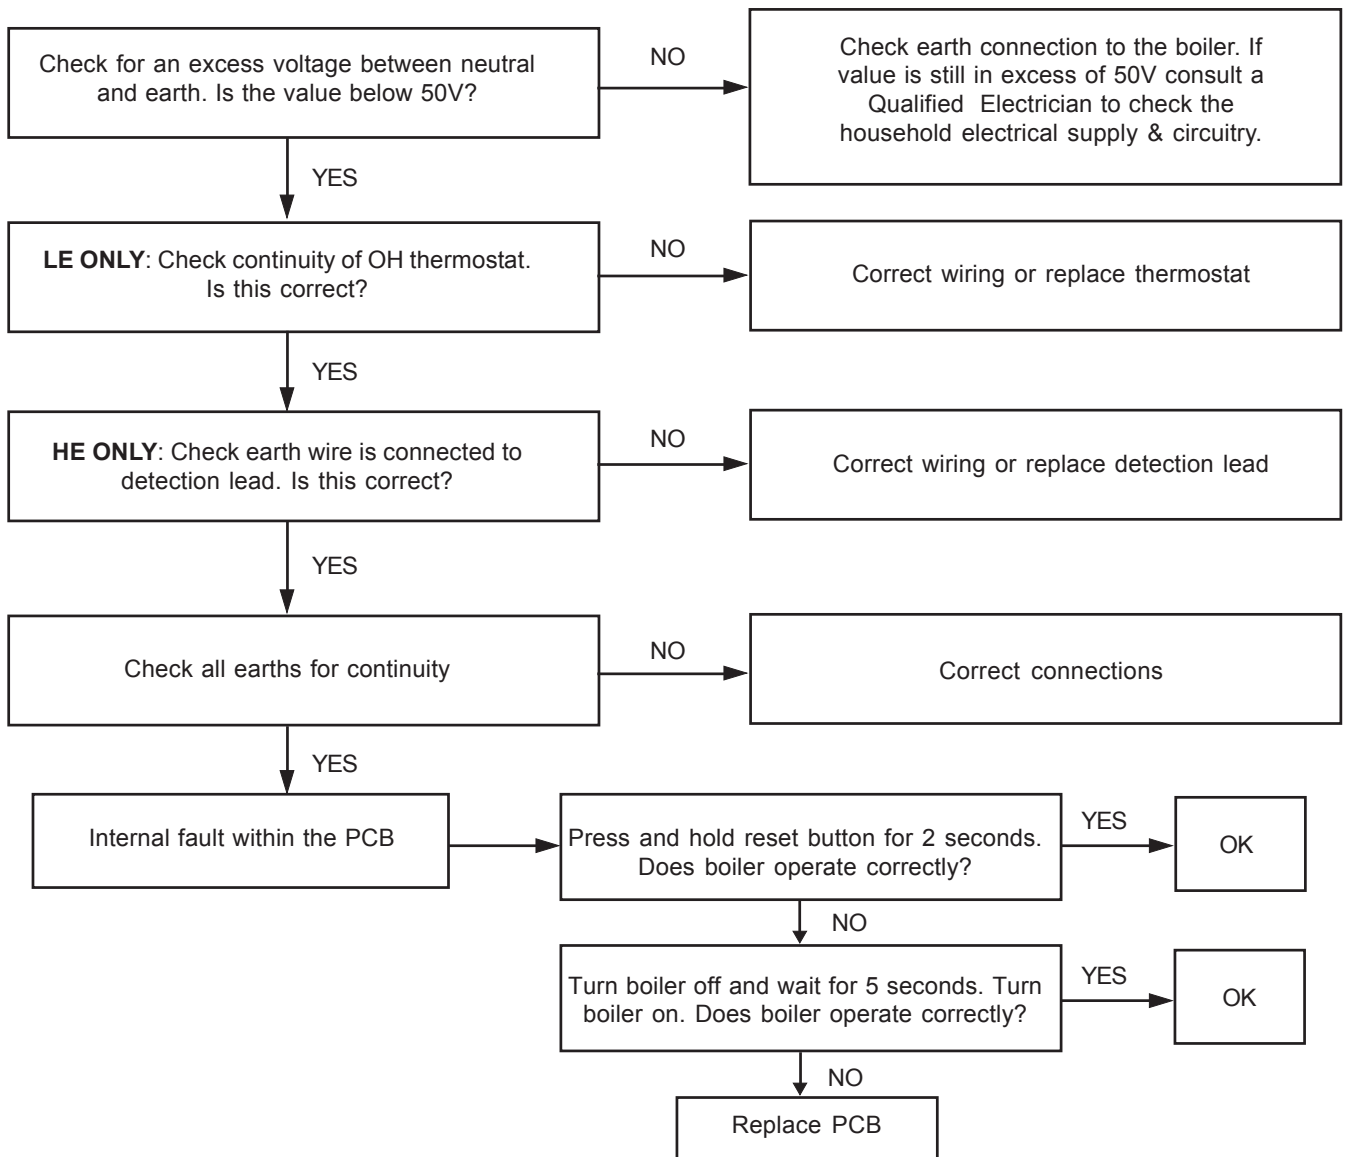 Check for an excess voltage between neutral
and earth. Is the value below 50V?
NO
Check earth connection to the boiler. If
value is still in excess of 50V consult a
Qualified Electrician to check the
household electrical supply & circuitry.
YES
LE ONLY: Check continuity of OH thermostat.
Is this correct?
NO
Correct wiring or replace thermostat
YES
HE ONLY: Check earth wire is connected to
detection lead. Is this correct?
NO
Correct wiring or replace detection lead
YES
Check all earths for continuity
NO
Correct connections
YES
Internal fault within the PCB
Press and hold reset button for 2 seconds.
Does boiler operate correctly?
YES
OK
NO
Turn boiler off and wait for 5 seconds. Turn
boiler on. Does boiler operate correctly?
YES
OK
NO
Replace PCB